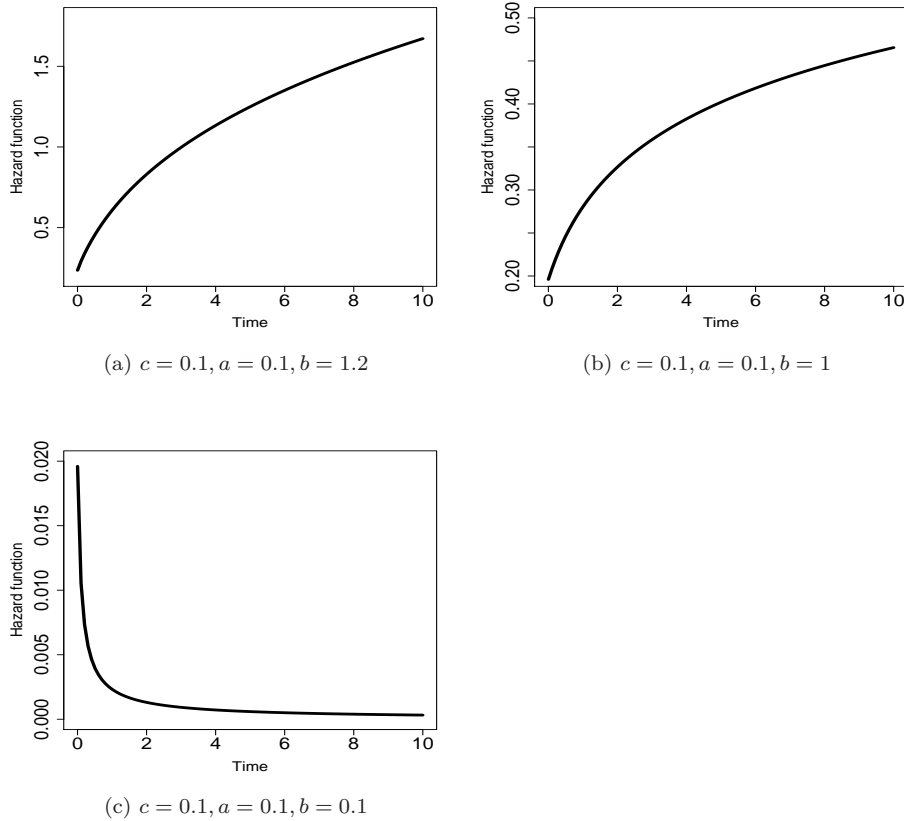 1.5
1.0
0.5
Hazard function
0 2 4 6 8 10
Time
(a) c = 0.1, a = 0.1, b = 1.2
0.50
0.40
0.30
0.20
Hazard function
0 2 4 6 8 10
Time
(b) c = 0.1, a = 0.1, b = 1
0.020
0.015
0.010
0.005
0.000
Hazard function
0 2 4 6 8 10
Time
(c) c = 0.1, a = 0.1, b = 0.1